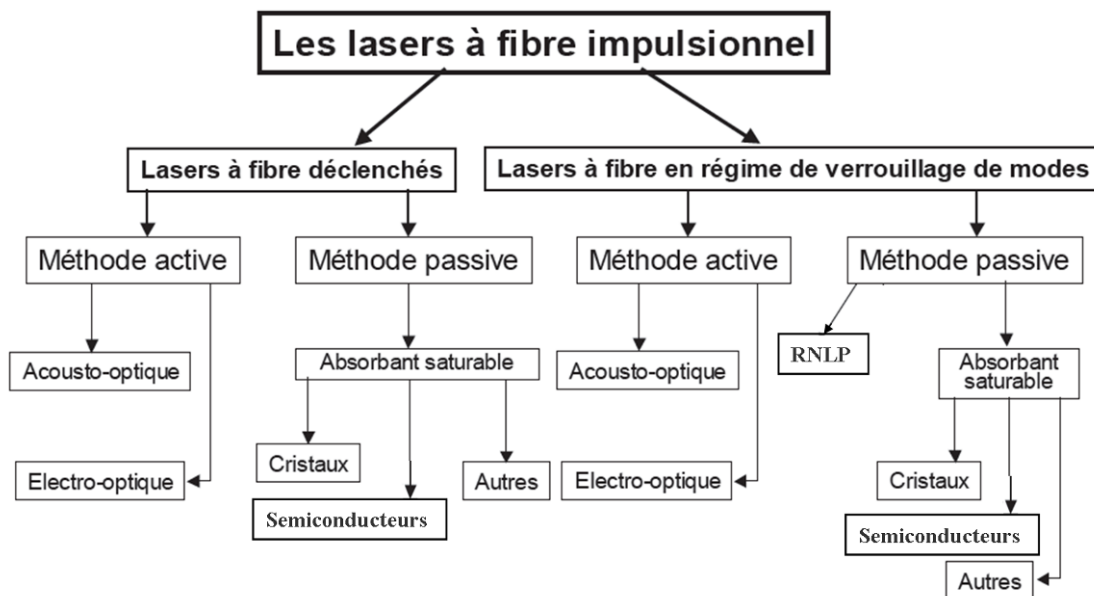 Les lasers à fibre impulsionnel
Lasers à fibre déclenchés
Lasers à fibre en régime de verrouillage de modes
Méthode active
Méthode passive
Méthode active
Méthode passive
Acousto-optique
Absorbant saturable
Acousto-optique
RNLP
Absorbant
saturable
Electro-optique
Cristaux
Autres
Semiconducteurs
Electro-optique
Cristaux
Semiconducteurs
Autres